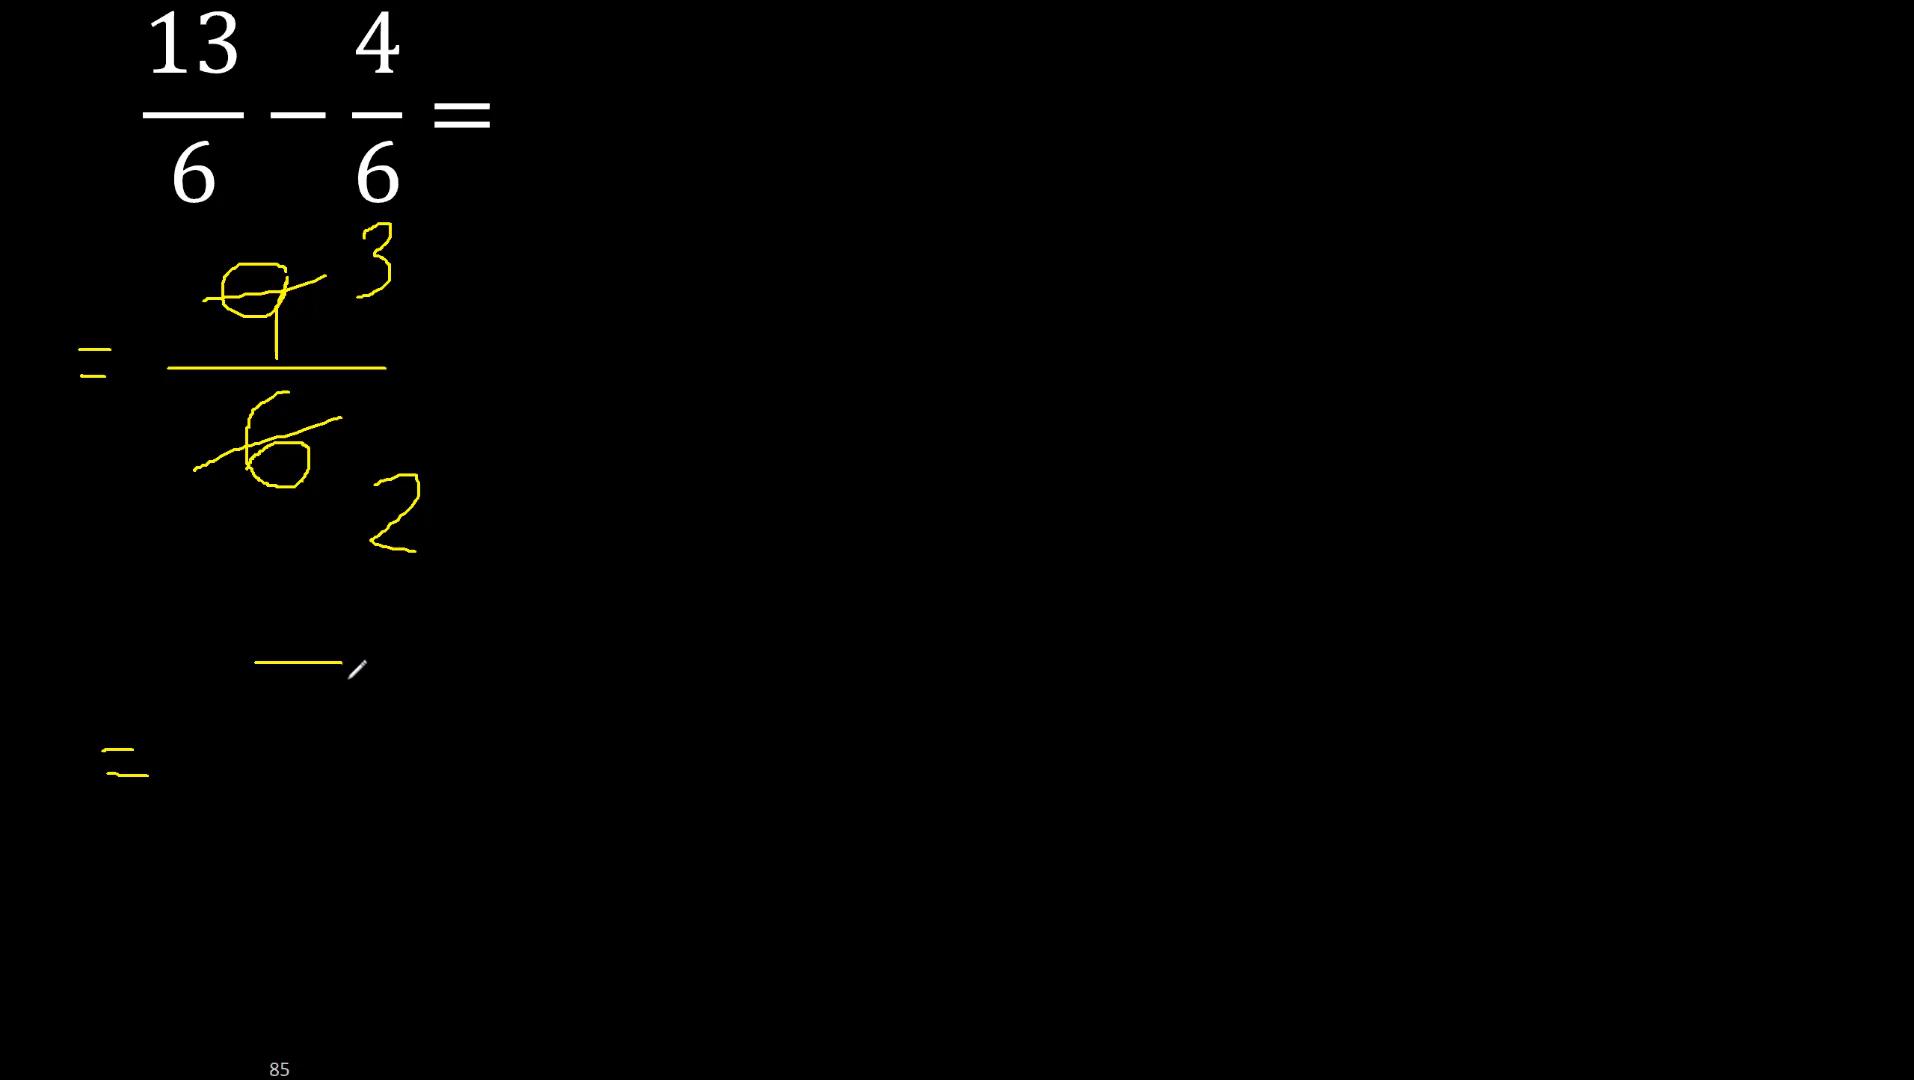 13/6 − 4/6 =
= 9/6 3
2
=
85